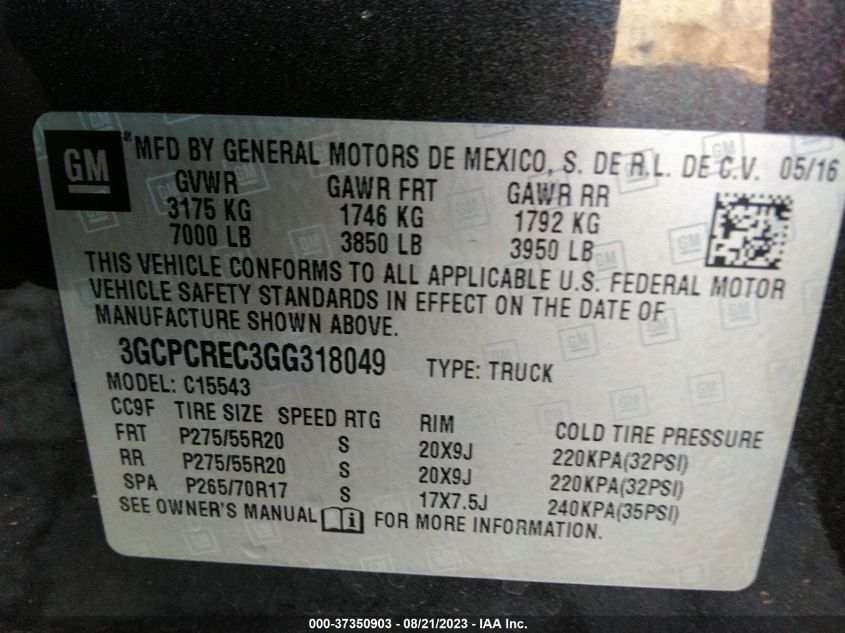 GM
® MFD BY GENERAL MOTORS DE MEXICO, S. DE R.L. DE C.V. 05/16
GVWR GAWR FRT GAWR RR
3175 KG 1746 KG 1792 KG
7000 LB 3850 LB 3950 LB
THIS VEHICLE CONFORMS TO ALL APPLICABLE U.S. FEDERAL MOTOR
VEHICLE SAFETY STANDARDS IN EFFECT ON THE DATE OF
MANUFACTURE SHOWN ABOVE.
3GCPCREC3GG318049 TYPE: TRUCK
MODEL: C15543
CC9F TIRE SIZE SPEED RTG RIM COLD TIRE PRESSURE
FRT P275/55R20 S 20X9J 220KPA(32PSI)
RR P275/55R20 S 20X9J 220KPA(32PSI)
SPA P265/70R17 S 17X7.5J 240KPA(35PSI)
SEE OWNER'S MANUAL i FOR MORE INFORMATION.
000-37350903 - 08/21/2023 - IAA Inc.